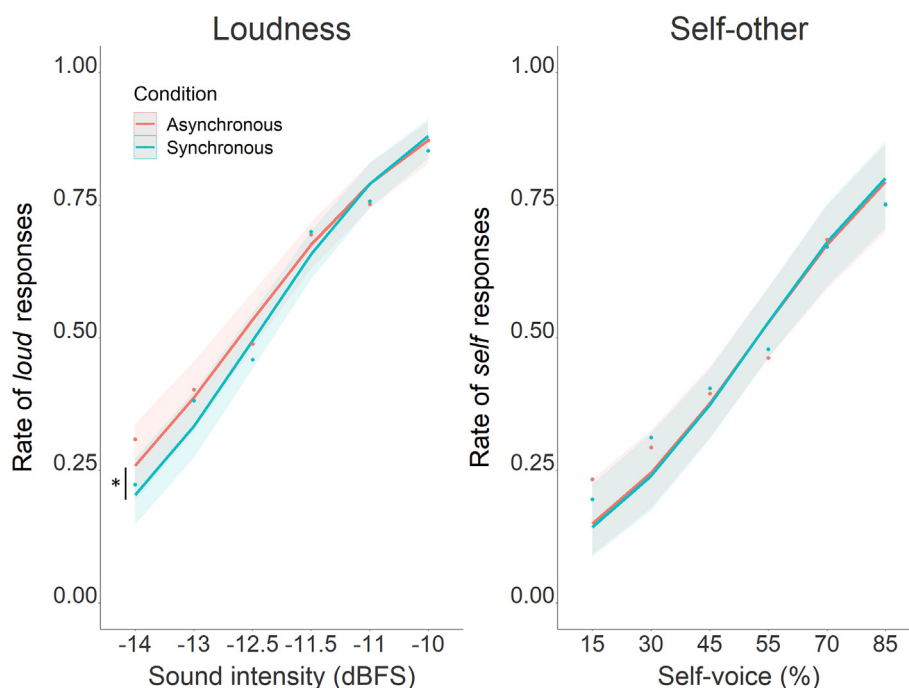 Loudness
Rate of loud responses
1.00
0.75
0.50
0.25
0.00
Condition
Asynchronous
Synchronous
*
-14 -13 -12.5 -11.5 -11 -10
Sound intensity (dBFS)
Self-other
Rate of self responses
1.00
0.75
0.50
0.25
0.00
15 30 45 55 70 85
Self-voice (%)